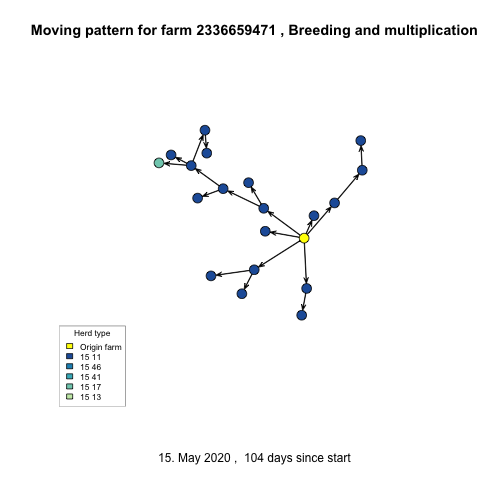 Moving pattern for farm 2336659471 , Breeding and multiplication
Herd type
Origin farm
15 11
15 46
15 41
15 17
15 13
15. May 2020 ,  104 days since start